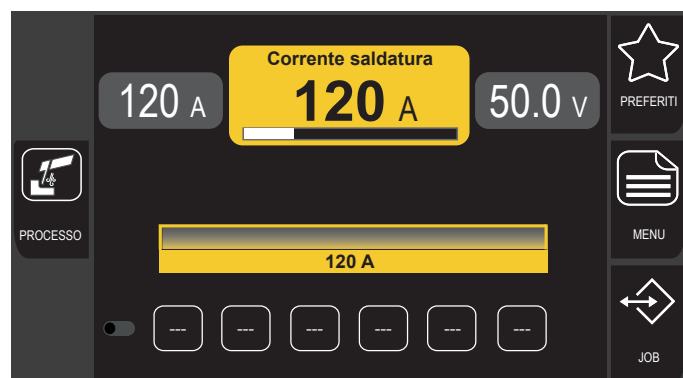 Corrente saldatura
120 A
120 A
50.0 V
PREFERITI
PROCESSO
MENU
120 A
---
---
---
---
---
---
JOB